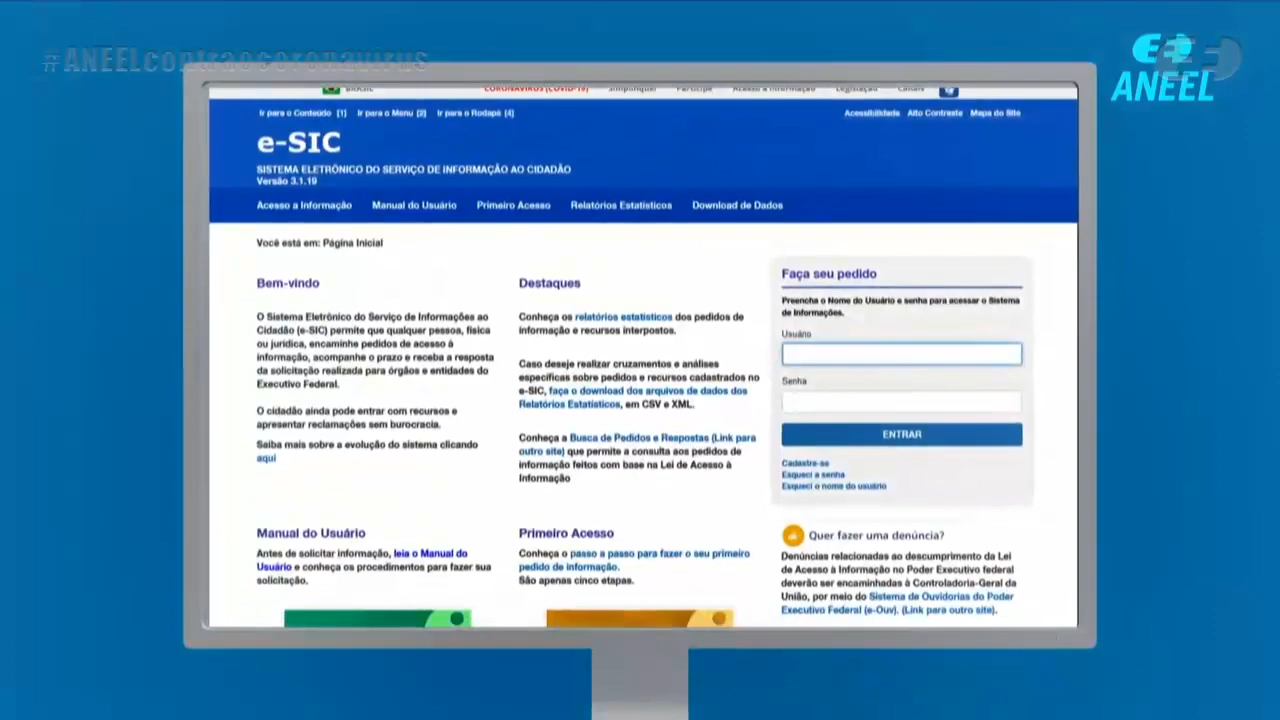 #ANEELcontraocoronavirus
ANEEL
BRASIL
CORONAVÍRUS (COVID-19)
Simplifique!
Participe
Acesso à informação
Legislação
Canais
Ir para o Conteúdo [1]
Ir para o Menu [2]
Ir para o Rodapé [4]
Acessibilidade
Alto Contraste
Mapa do Site
e-SIC
SISTEMA ELETRÔNICO DO SERVIÇO DE INFORMAÇÃO AO CIDADÃO
Versão 3.1.19
Acesso a Informação
Manual do Usuário
Primeiro Acesso
Relatórios Estatísticos
Download de Dados
Você está em: Página Inicial
Bem-vindo
O Sistema Eletrônico do Serviço de Informações ao
Cidadão (e-SIC) permite que qualquer pessoa, física
ou jurídica, encaminhe pedidos de acesso à
informação, acompanhe o prazo e receba a resposta
da solicitação realizada para órgãos e entidades do
Executivo Federal.
O cidadão ainda pode entrar com recursos e
apresentar reclamações sem burocracia.
Saiba mais sobre a evolução do sistema clicando
aqui
Destaques
Conheça os relatórios estatísticos dos pedidos de
informação e recursos interpostos.
Caso deseje realizar cruzamentos e análises
específicas sobre pedidos e recursos cadastrados no
e-SIC, faça o download dos arquivos de dados dos
Relatórios Estatísticos, em CSV e XML.
Conheça a Busca de Pedidos e Respostas (Link para
outro site) que permite a consulta aos pedidos de
informação feitos com base na Lei de Acesso à
Informação
Faça seu pedido
Preencha o Nome do Usuário e senha para acessar o Sistema
de Informações.
Usuário
Senha
ENTRAR
Cadastre-se
Esqueci a senha
Esqueci o nome do usuário
Manual do Usuário
Antes de solicitar informação, leia o Manual do
Usuário e conheça os procedimentos para fazer sua
solicitação.
Primeiro Acesso
Conheça o passo a passo para fazer o seu primeiro
pedido de informação.
São apenas cinco etapas.
Quer fazer uma denúncia?
Denúncias relacionadas ao descumprimento da Lei
de Acesso à Informação no Poder Executivo federal
deverão ser encaminhadas à Controladoria-Geral da
União, por meio do Sistema de Ouvidorias do Poder
Executivo Federal (e-Ouv). (Link para outro site).